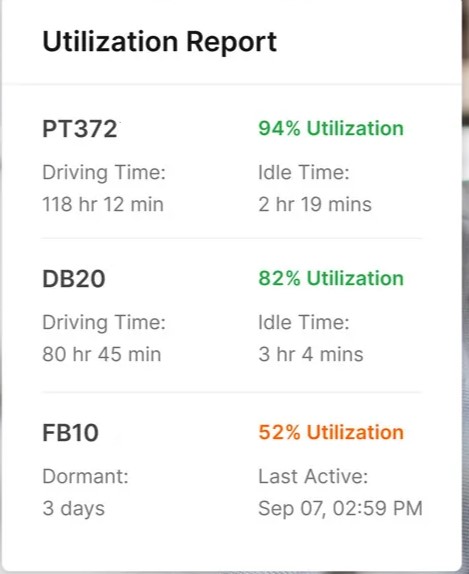 Utilization Report
PT372
94% Utilization
Driving Time:
Idle Time:
118 hr 12 min
2 hr 19 mins
DB20
82% Utilization
Driving Time:
Idle Time:
80 hr 45 min
3 hr 4 mins
FB10
52% Utilization
Dormant:
Last Active:
3 days
Sep 07, 02:59 PM